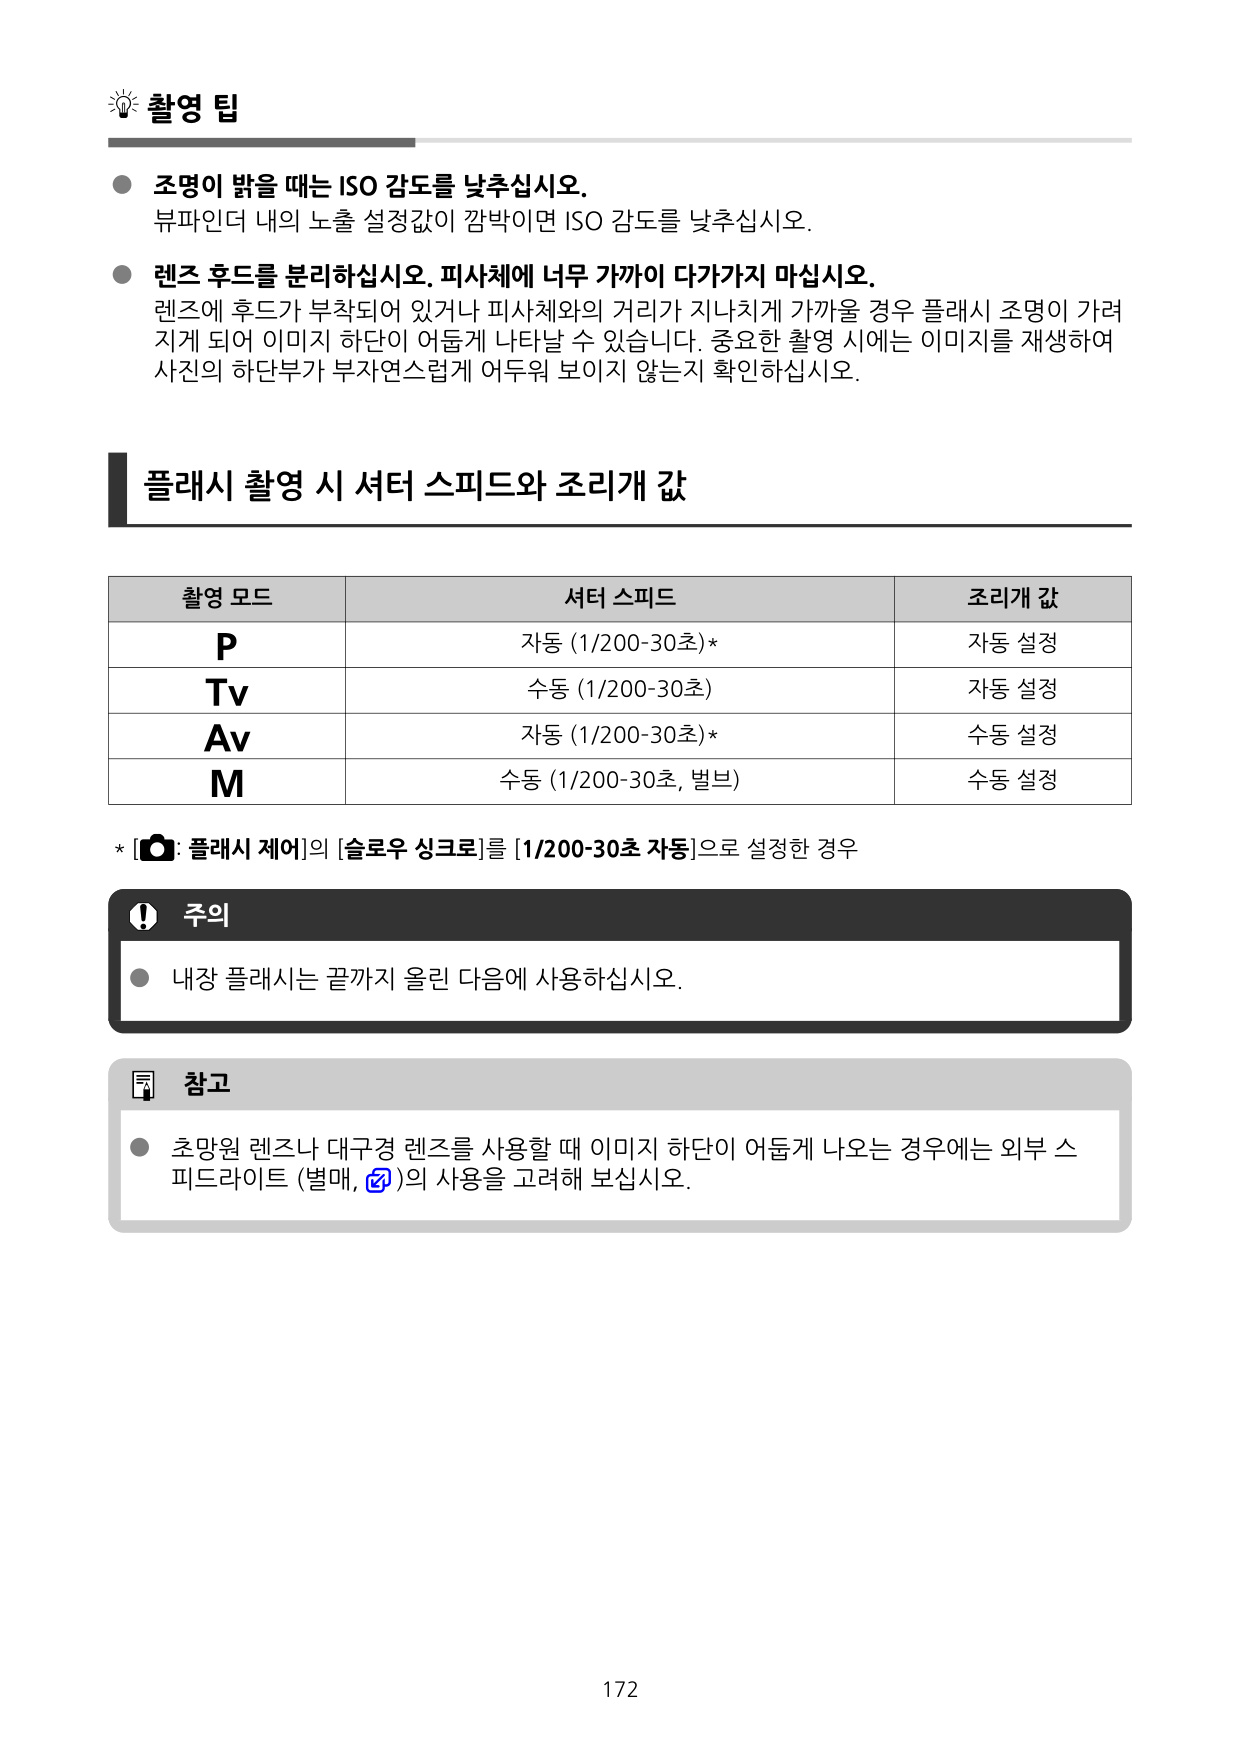 촬영 팁
● 조명이 밝을 때는 ISO 감도를 낮추십시오.
뷰파인더 내의 노출 설정값이 깜박이면 ISO 감도를 낮추십시오.
● 렌즈 후드를 분리하십시오. 피사체에 너무 가까이 다가가지 마십시오.
렌즈에 후드가 부착되어 있거나 피사체와의 거리가 지나치게 가까울 경우 플래시 조명이 가려
지게 되어 이미지 하단이 어둡게 나타날 수 있습니다. 중요한 촬영 시에는 이미지를 재생하여
사진의 하단부가 부자연스럽게 어두워 보이지 않는지 확인하십시오.
플래시 촬영 시 셔터 스피드와 조리개 값
촬영 모드 셔터 스피드 조리개 값
P 자동 (1/200-30초)* 자동 설정
Tv 수동 (1/200-30초) 자동 설정
Av 자동 (1/200-30초)* 수동 설정
M 수동 (1/200-30초, 벌브) 수동 설정
* [: 플래시 제어]의 [슬로우 싱크로]를 [1/200-30초 자동]으로 설정한 경우
주의
● 내장 플래시는 끝까지 올린 다음에 사용하십시오.
참고
● 초망원 렌즈나 대구경 렌즈를 사용할 때 이미지 하단이 어둡게 나오는 경우에는 외부 스
피드라이트 (별매, )의 사용을 고려해 보십시오.
172